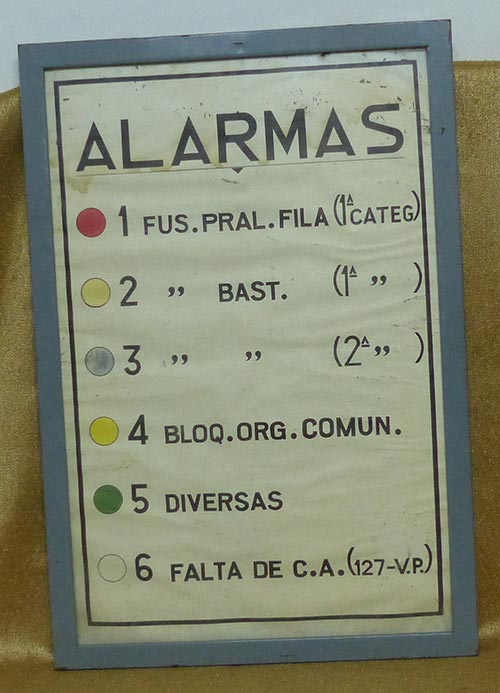 ALARMAS
1 FUS.PRAL.FILA (1ª CATEG)
2 ” BAST. (1ª ” )
3 ” ” (2ª ” )
4 BLOQ.ORG.COMUN.
5 DIVERSAS
6 FALTA DE C.A. (127-V.P.)